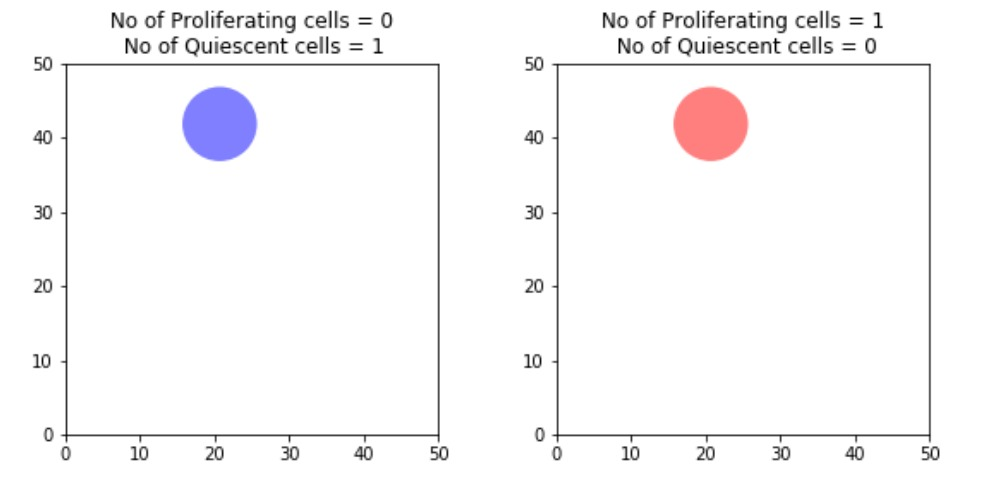 No of Proliferating cells = 0
No of Quiescent cells = 1
50
40
30
20
10
0
0 10 20 30 40 50
No of Proliferating cells = 1
No of Quiescent cells = 0
50
40
30
20
10
0
0 10 20 30 40 50